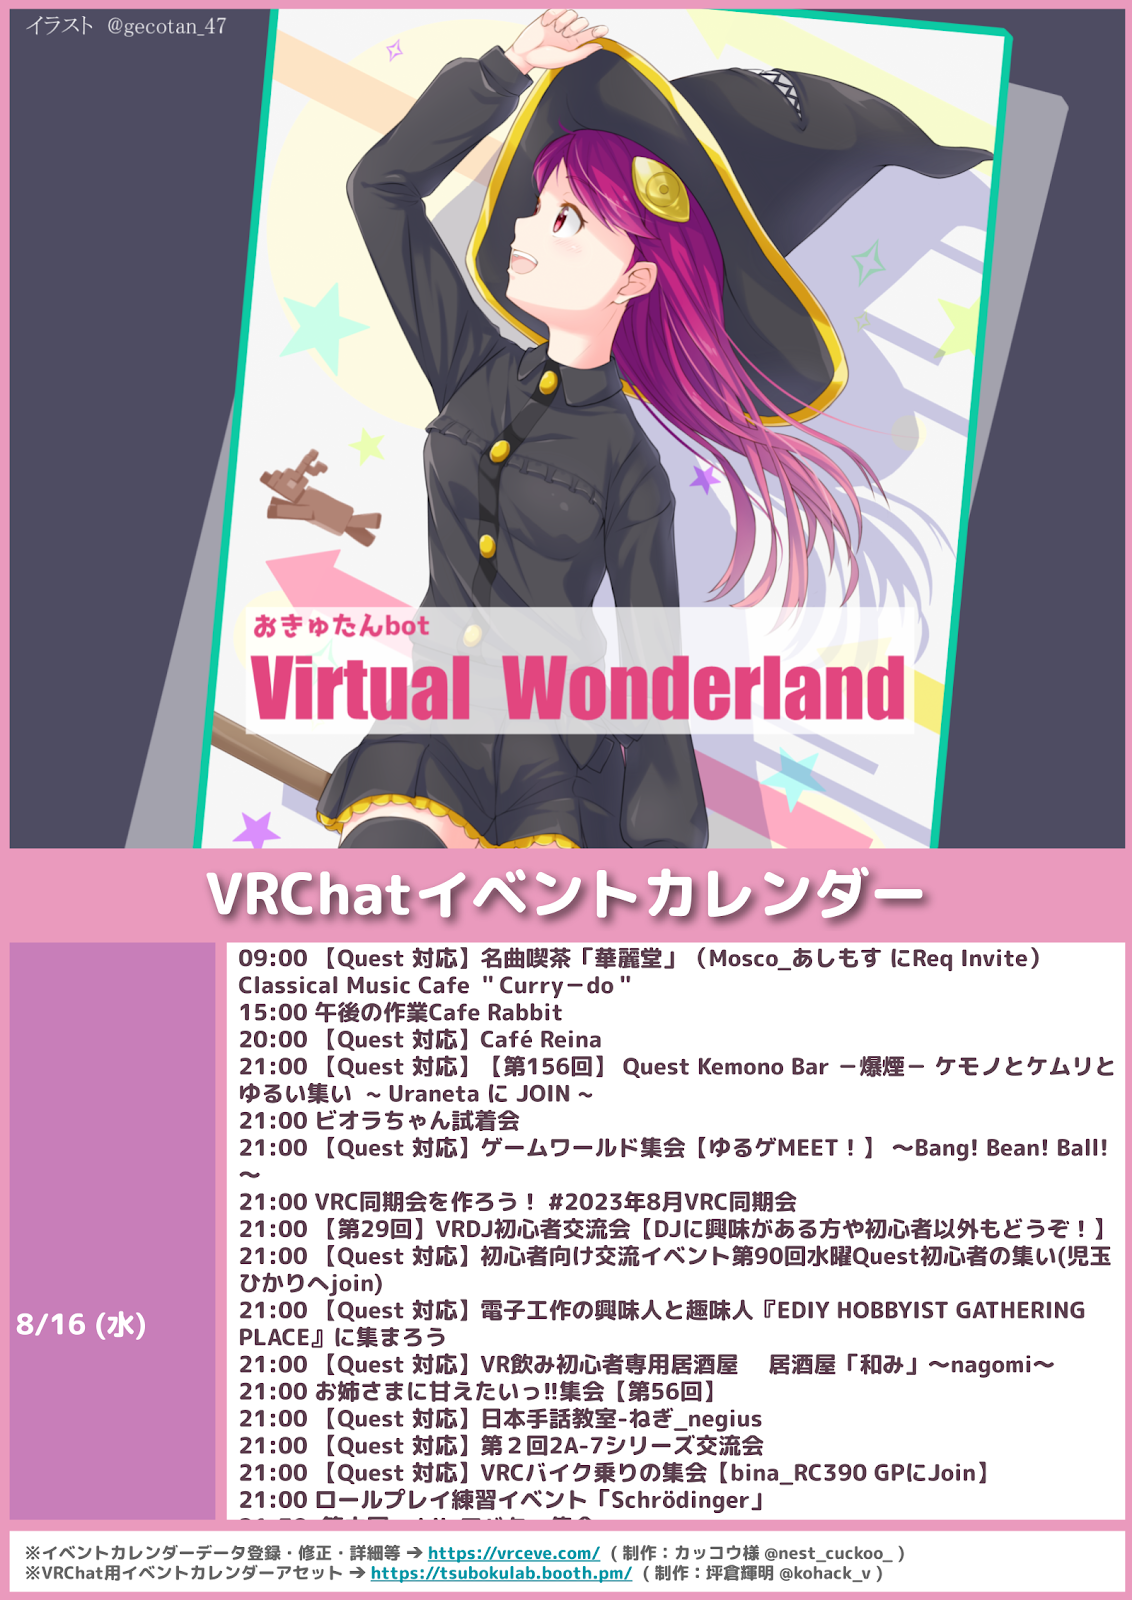 イラスト @gecotan_47
おきゅたんbot
Virtual Wonderland
VRChatイベントカレンダー
8/16 (水)
09:00 【Quest 対応】名曲喫茶「華麗堂」（Mosco_あしもす にReq Invite）
Classical Music Cafe ＂Curry－do＂
15:00 午後の作業Cafe Rabbit
20:00 【Quest 対応】Café Reina
21:00 【Quest 対応】【第156回】 Quest Kemono Bar －爆煙－ ケモノとケムリと
ゆるい集い ～ Uraneta に JOIN ～
21:00 ビオラちゃん試着会
21:00 【Quest 対応】ゲームワールド集会【ゆるゲMEET！】 〜Bang! Bean! Ball!
〜
21:00 VRC同期会を作ろう！ #2023年8月VRC同期会
21:00 【第29回】VRDJ初心者交流会【DJに興味がある方や初心者以外もどうぞ！】
21:00 【Quest 対応】初心者向け交流イベント第90回水曜Quest初心者の集い(児玉
ひかりへjoin)
21:00 【Quest 対応】電子工作の興味人と趣味人『EDIY HOBBYIST GATHERING
PLACE』に集まろう
21:00 【Quest 対応】VR飲み初心者専用居酒屋　居酒屋「和み」〜nagomi〜
21:00 お姉さまに甘えたいっ!!集会【第56回】
21:00 【Quest 対応】日本手話教室-ねぎ_negius
21:00 【Quest 対応】第２回2A-7シリーズ交流会
21:00 【Quest 対応】VRCバイク乗りの集会【bina_RC390 GPにJoin】
21:00 ロールプレイ練習イベント「Schrödinger」
※イベントカレンダーデータ登録・修正・詳細等 ➔ https://vrceve.com/ （制作：カッコウ様 @nest_cuckoo_）
※VRChat用イベントカレンダーアセット ➔ https://tsubokulab.booth.pm/ （制作：坪倉輝明 @kohack_v）